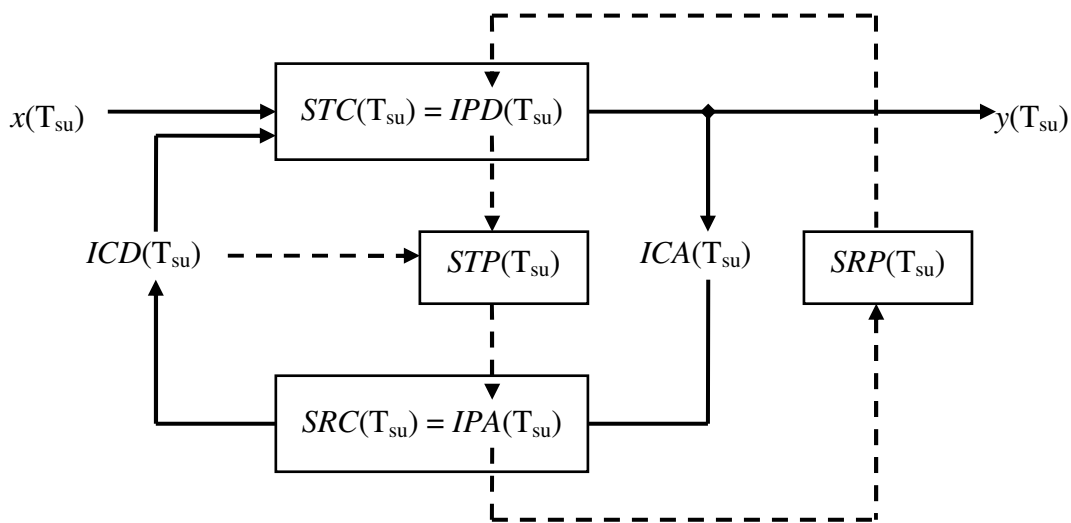 x(Tsu)
STC(Tsu) = IPD(Tsu)
y(Tsu)
ICD(Tsu)
STP(Tsu)
ICA(Tsu)
SRP(Tsu)
SRC(Tsu) = IPA(Tsu)